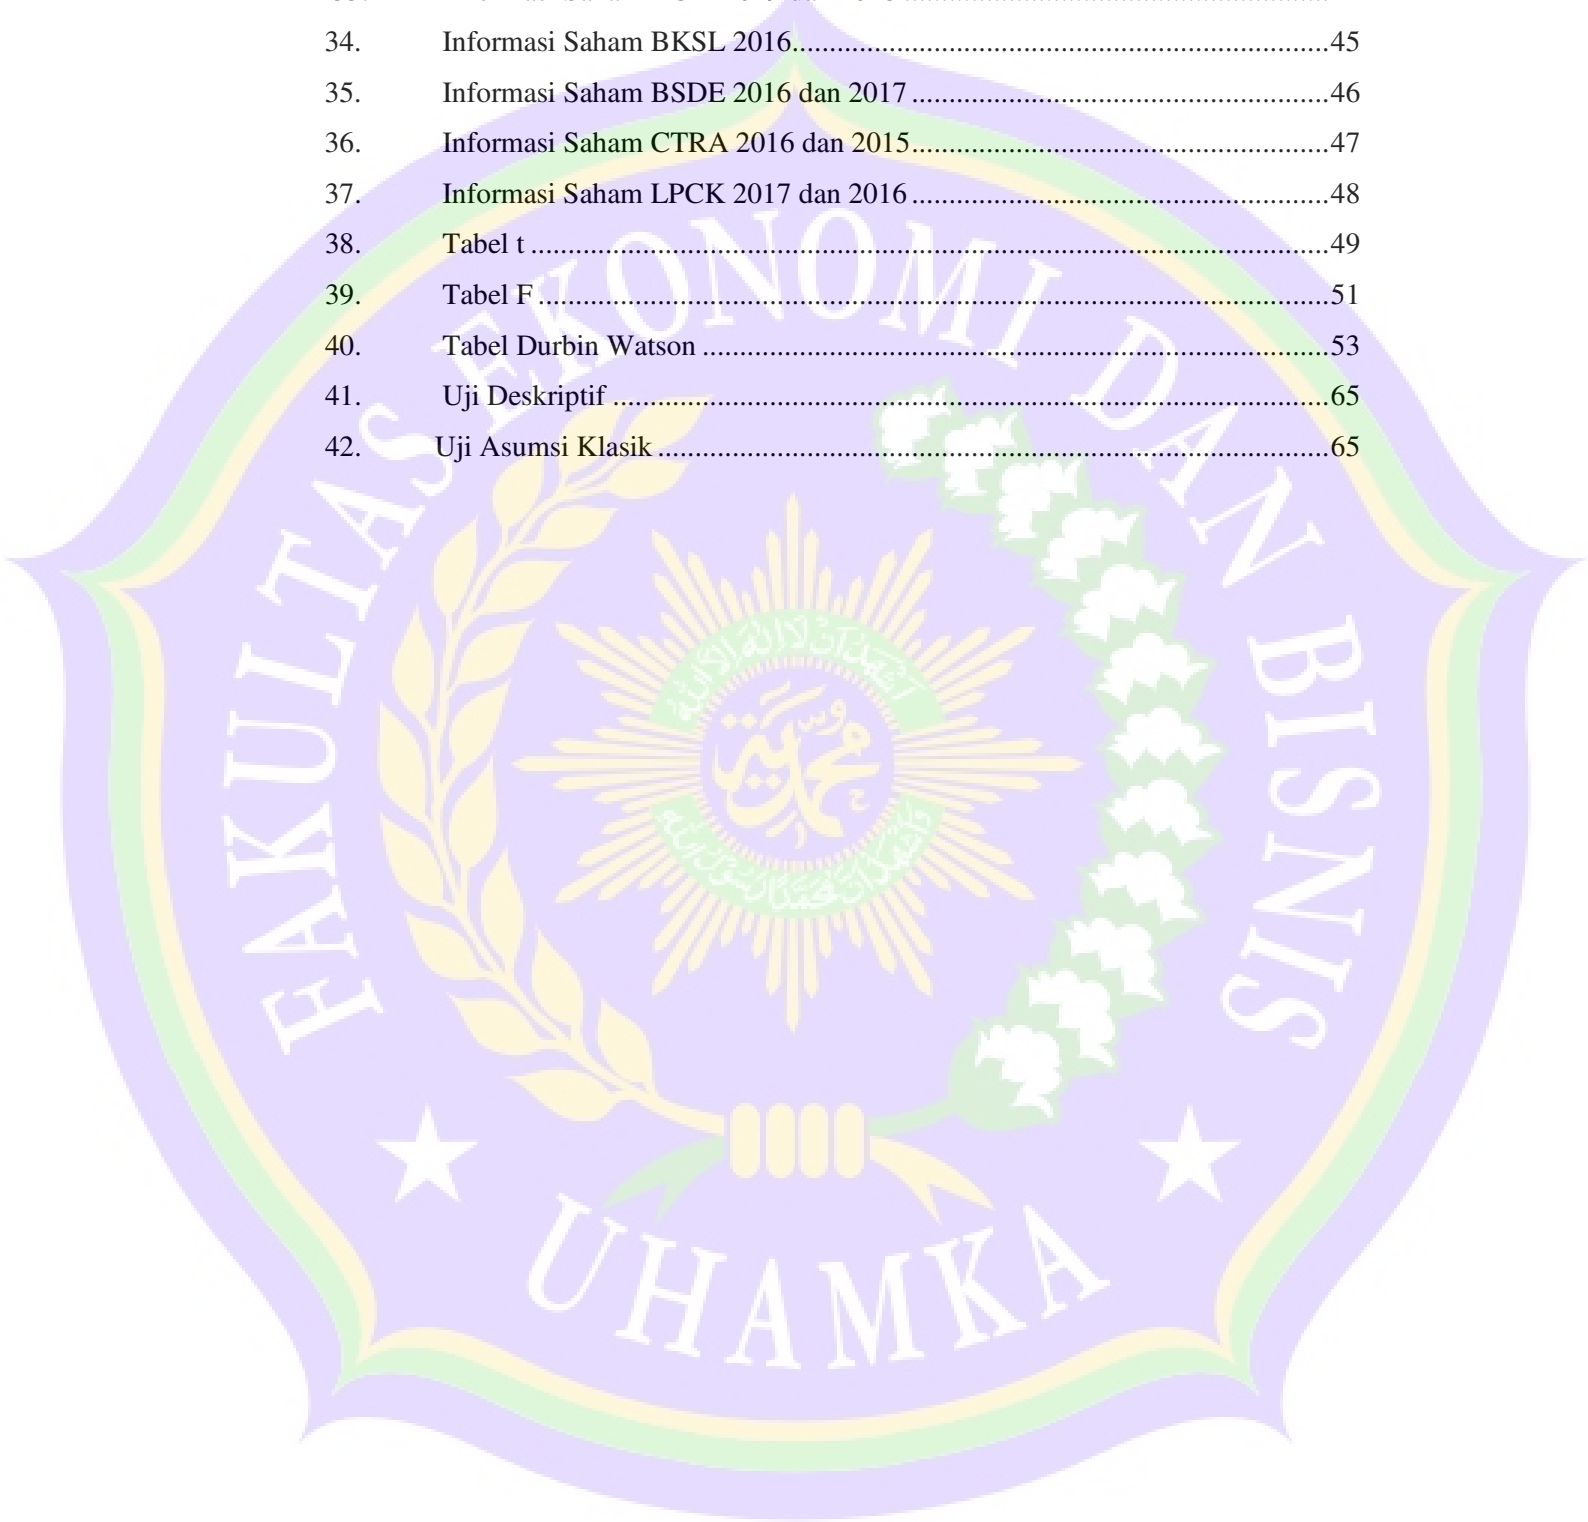 34. Informasi Saham BKSL 2016..........45
35. Informasi Saham BSDE 2016 dan 2017..........46
36. Informasi Saham CTRA 2016 dan 2015..........47
37. Informasi Saham LPCK 2017 dan 2016..........48
38. Tabel t..........49
39. Tabel F..........51
40. Tabel Durbin Watson..........53
41. Uji Deskriptif..........65
42. Uji Asumsi Klasik..........65
FAKULTAS EKONOMI DAN BISNIS
محمدية
UHAMKA